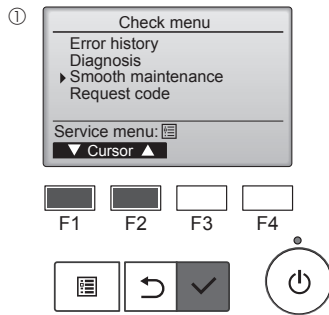 ①
Check menu
Error history
Diagnosis
Smooth maintenance
Request code
Service menu:
▼ Cursor ▲
F1 F2 F3 F4